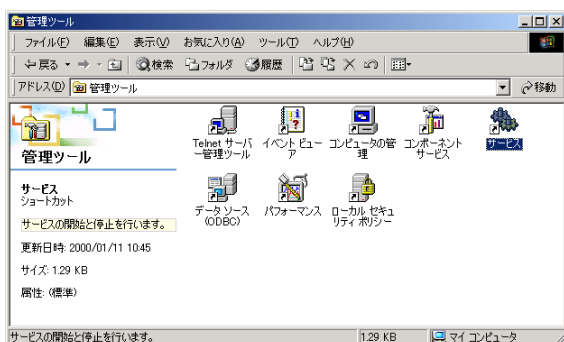 管理ツール
ファイル(F) 編集(E) 表示(V) お気に入り(A) ツール(T) ヘルプ(H)
戻る 検索 フォルダ 履歴
アドレス(D) 管理ツール 移動
管理ツール
サービス
ショートカット
サービスの開始と停止を行います。
更新日時: 2000/01/11 10:45
サイズ: 1.29 KB
属性: (標準)
Telnet サーバ
ー管理ツール
イベント ビュー
ア
コンピュータの管
理
コンポーネント
サービス
サービス
データ ソース
(ODBC)
パフォーマンス
ローカル セキュ
リティ ポリシー
サービスの開始と停止を行います。 1.29 KB マイ コンピュータ